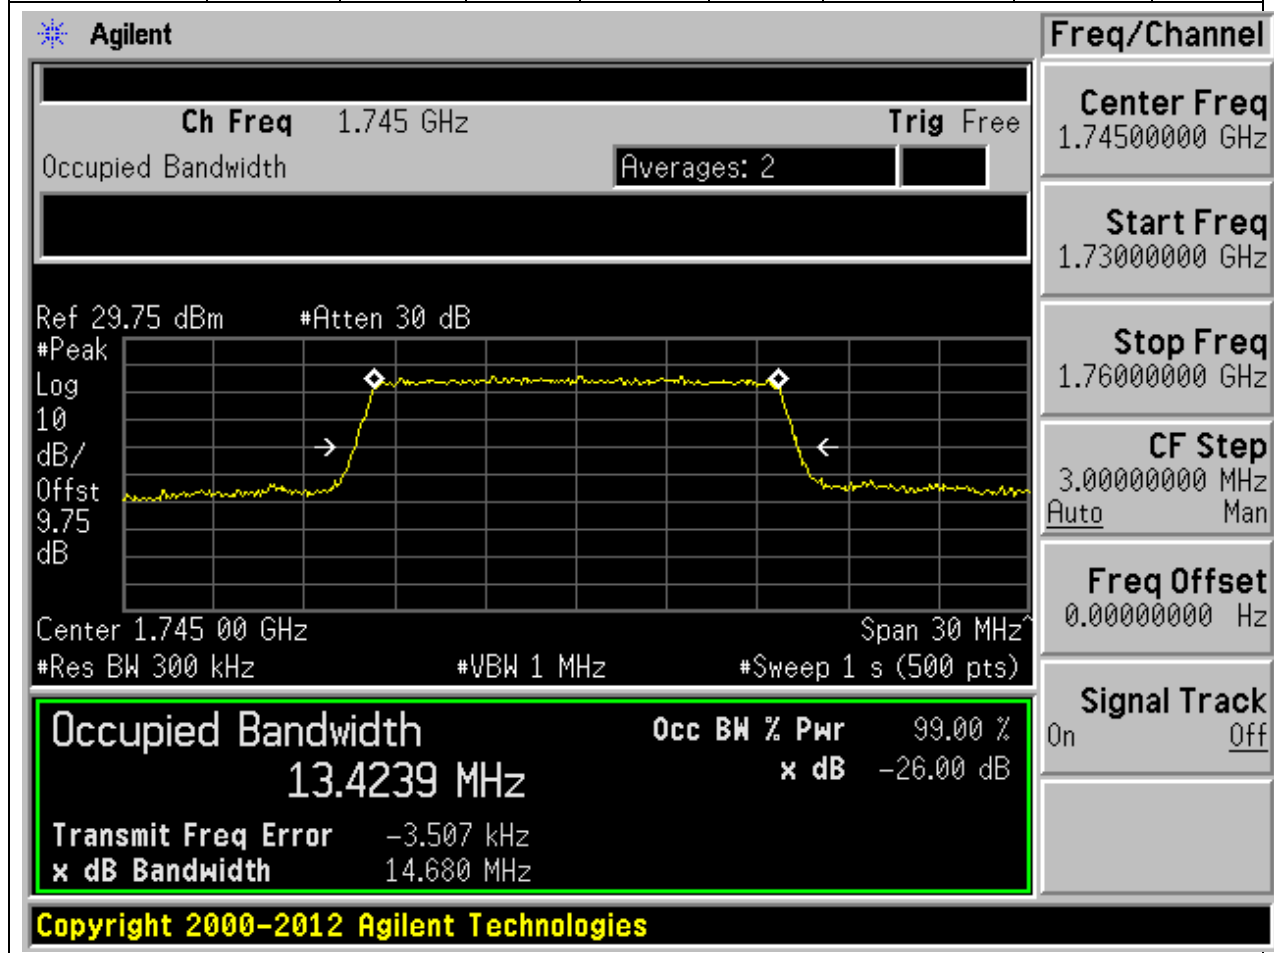 Agilent
Freq/Channel
Ch Freq 1.745 GHz Trig Free
Occupied Bandwidth Averages: 2
Center Freq
1.74500000 GHz
Start Freq
1.73000000 GHz
Stop Freq
1.76000000 GHz
CF Step
3.00000000 MHz
Auto Man
Freq Offset
0.00000000 Hz
Signal Track
On Off
Ref 29.75 dBm #Atten 30 dB
#Peak
Log
10
dB/
Offst
9.75
dB
Center 1.745 00 GHz Span 30 MHz^
#Res BW 300 kHz #VBW 1 MHz #Sweep 1 s (500 pts)
Occupied Bandwidth Occ BW % Pwr 99.00 %
13.4239 MHz x dB -26.00 dB
Transmit Freq Error -3.507 kHz
x dB Bandwidth 14.680 MHz
Copyright 2000-2012 Agilent Technologies